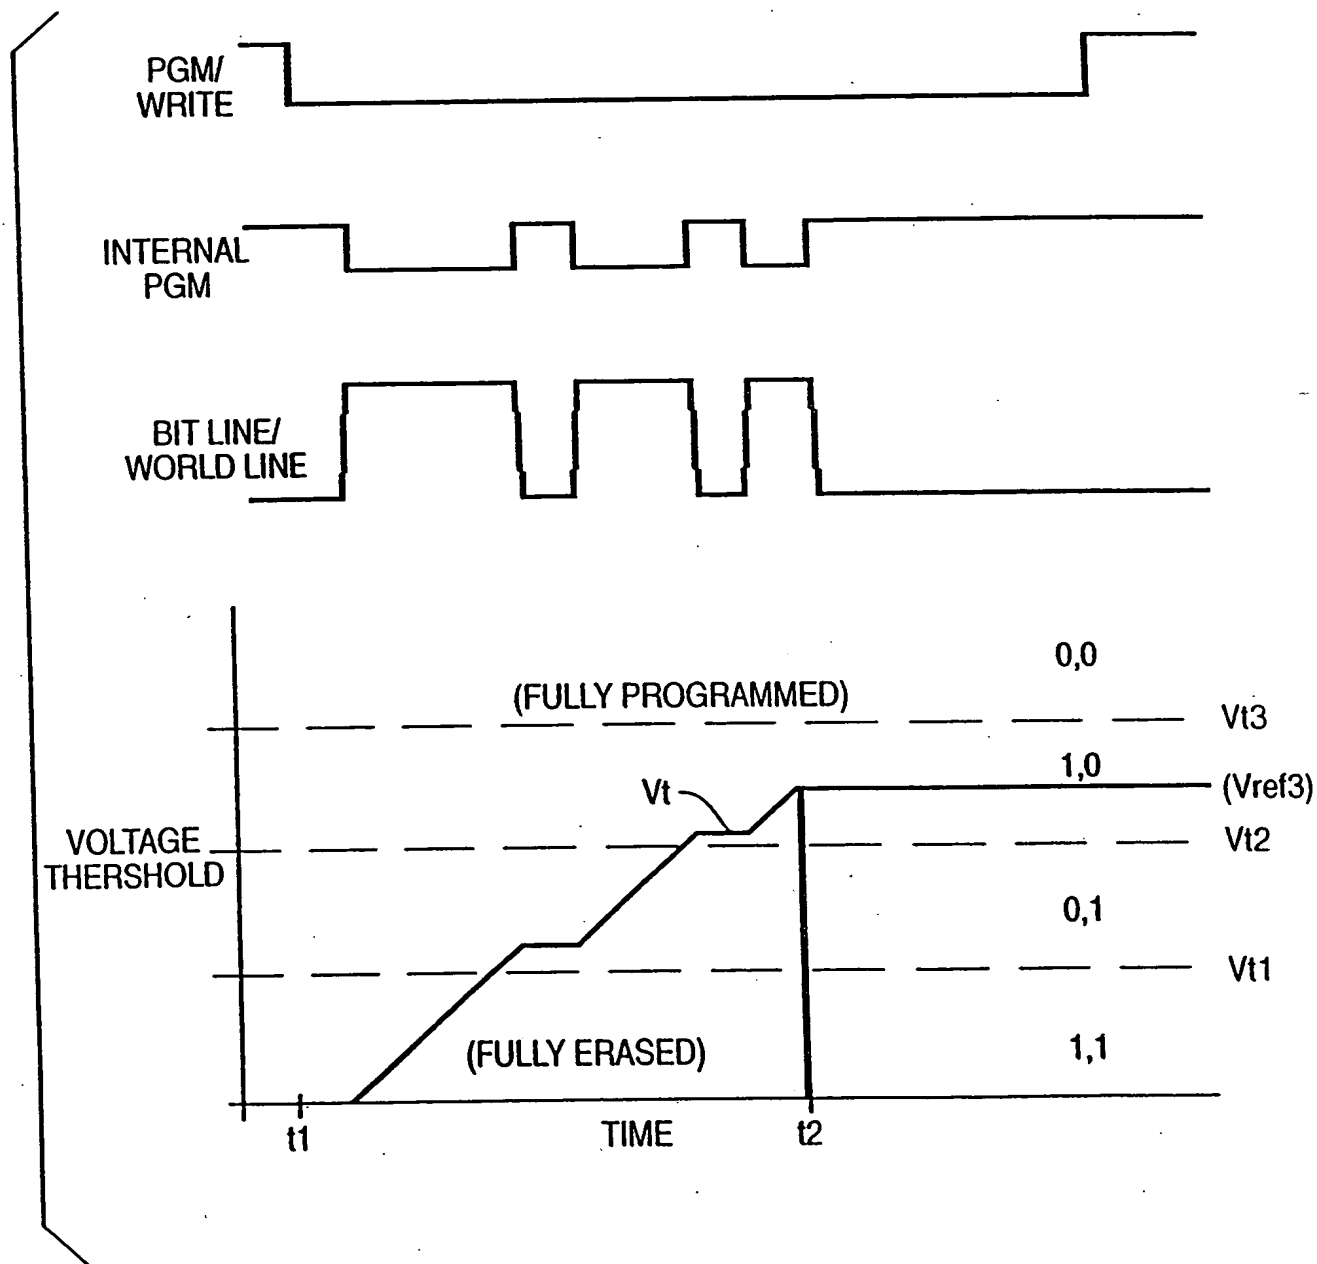 PGM/
WRITE
INTERNAL
PGM
BIT LINE/
WORLD LINE
0,0
(FULLY PROGRAMMED)
Vt3
1,0
Vt
(Vref3)
VOLTAGE
THERSHOLD
Vt2
0,1
Vt1
(FULLY ERASED)
1,1
t1
TIME
t2